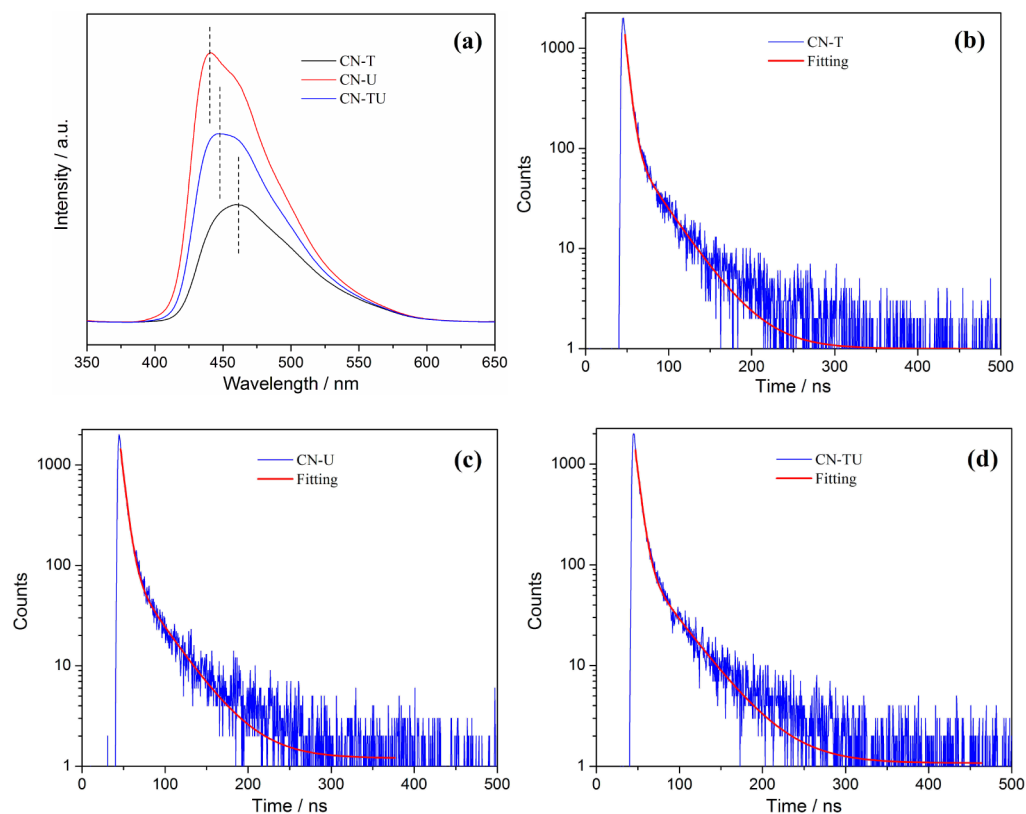 (a)
CN-T
CN-U
CN-TU
Intensity / a.u.
350 400 450 500 550 600 650
Wavelength / nm
(b)
CN-T
Fitting
Counts
1000
100
10
1
0 100 200 300 400 500
Time / ns
(c)
CN-U
Fitting
Counts
1000
100
10
1
0 100 200 300 400 500
Time / ns
(d)
CN-TU
Fitting
Counts
1000
100
10
1
0 100 200 300 400 500
Time / ns